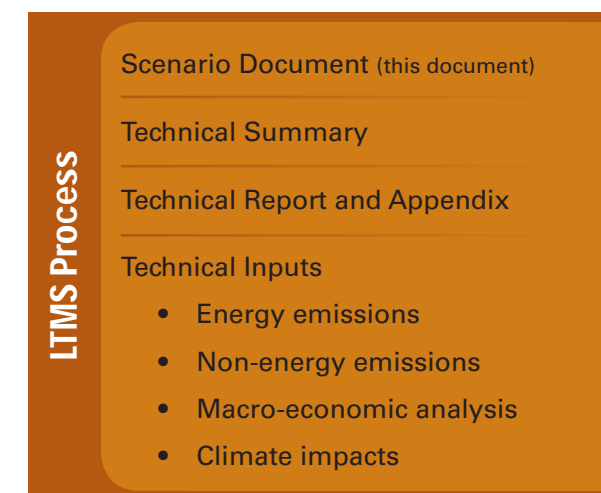 LTMS Process
Scenario Document (this document)
Technical Summary
Technical Report and Appendix
Technical Inputs
• Energy emissions
• Non-energy emissions
• Macro-economic analysis
• Climate impacts